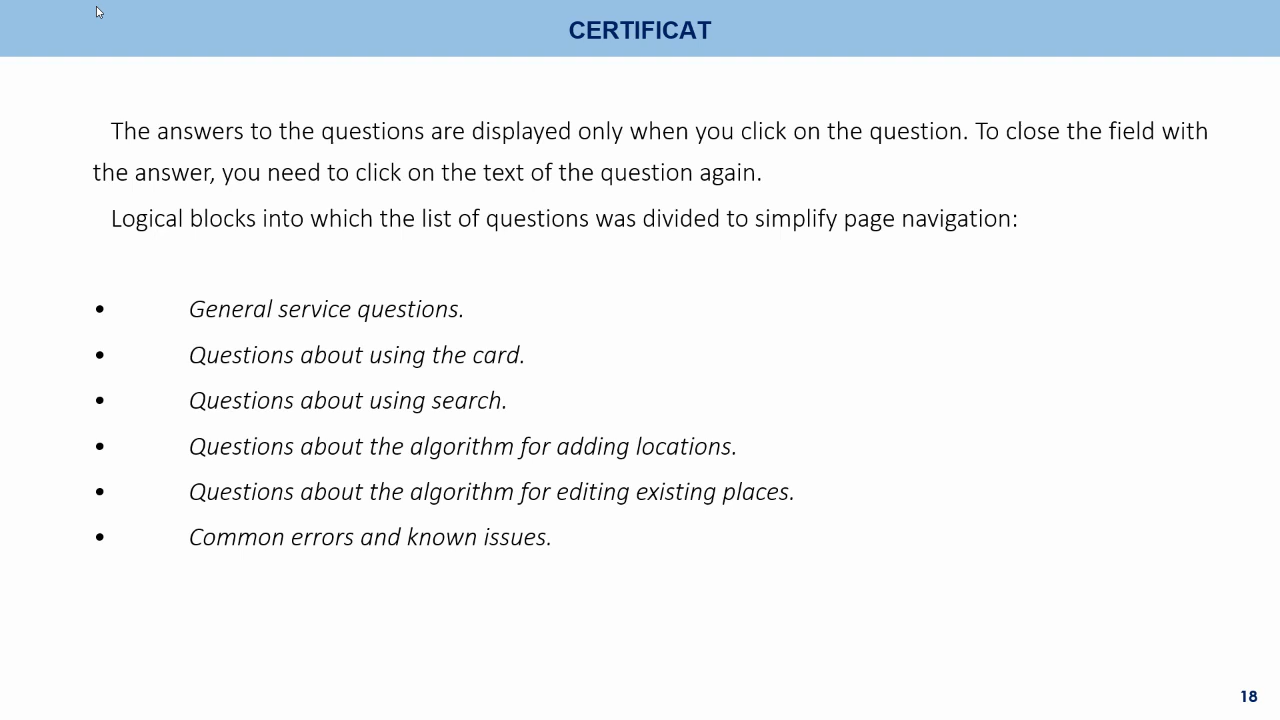 CERTIFICAT
The answers to the questions are displayed only when you click on the question. To close the field with
the answer, you need to click on the text of the question again.
Logical blocks into which the list of questions was divided to simplify page navigation:
• General service questions.
• Questions about using the card.
• Questions about using search.
• Questions about the algorithm for adding locations.
• Questions about the algorithm for editing existing places.
• Common errors and known issues.
18